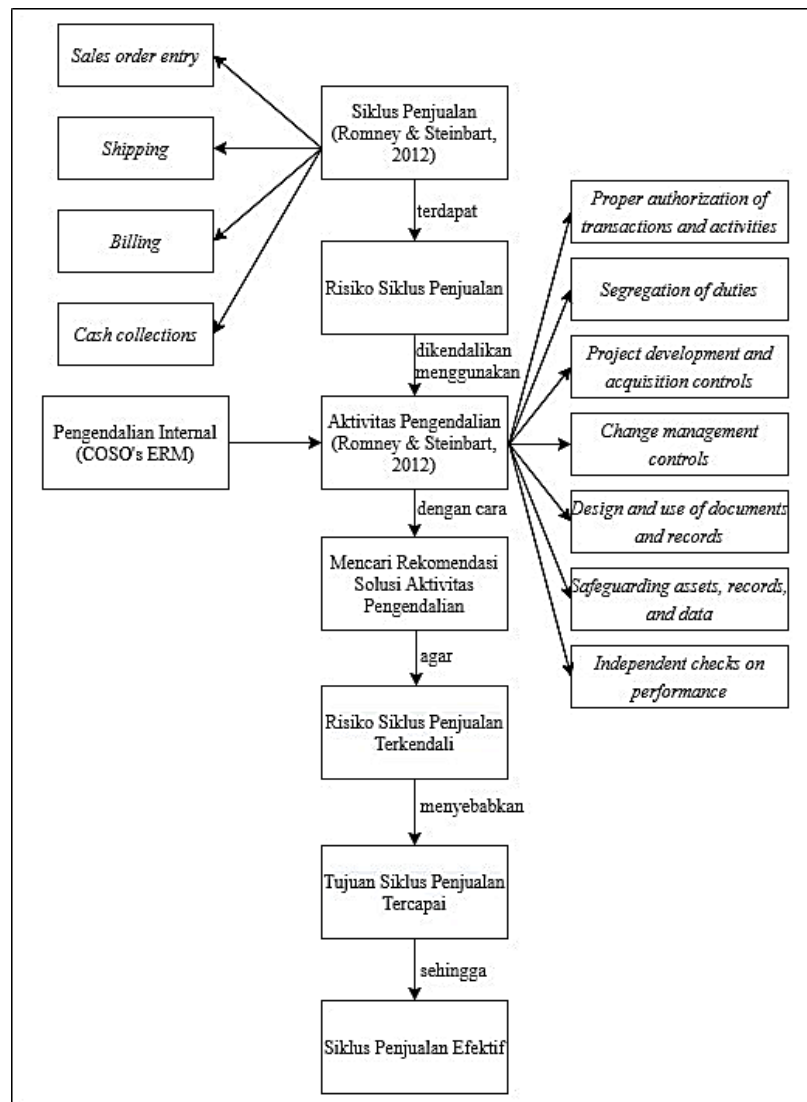 Sales order entry
Shipping
Billing
Cash collections
Siklus Penjualan
(Romney & Steinbart,
2012)
terdapat
Risiko Siklus Penjualan
dikendalikan
menggunakan
Pengendalian Internal
(COSO's ERM)
Aktivitas Pengendalian
(Romney & Steinbart,
2012)
Proper authorization of
transactions and activities
Segregation of duties
Project development and
acquisition controls
Change management
controls
Design and use of documents
and records
Safeguarding assets, records,
and data
Independent checks on
performance
dengan cara
Mencari Rekomendasi
Solusi Aktivitas
Pengendalian
agar
Risiko Siklus Penjualan
Terkendali
menyebabkan
Tujuan Siklus Penjualan
Tercapai
sehingga
Siklus Penjualan Efektif